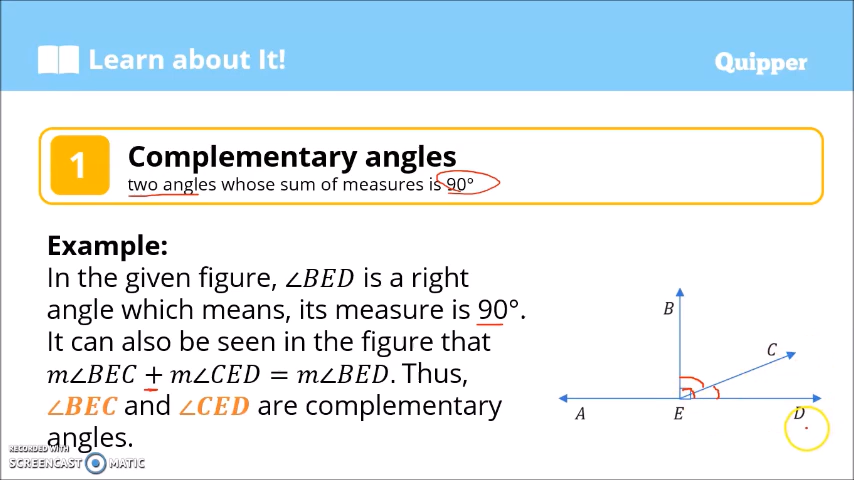 Learn about It!
Quipper
1
Complementary angles
two angles whose sum of measures is 90°
Example:
In the given figure, ∠BED is a right
angle which means, its measure is 90°.
It can also be seen in the figure that
m∠BEC + m∠CED = m∠BED. Thus,
∠BEC and ∠CED are complementary
angles.
B
C
A
E
D
RECORDED WITH
SCREENCAST MATIC